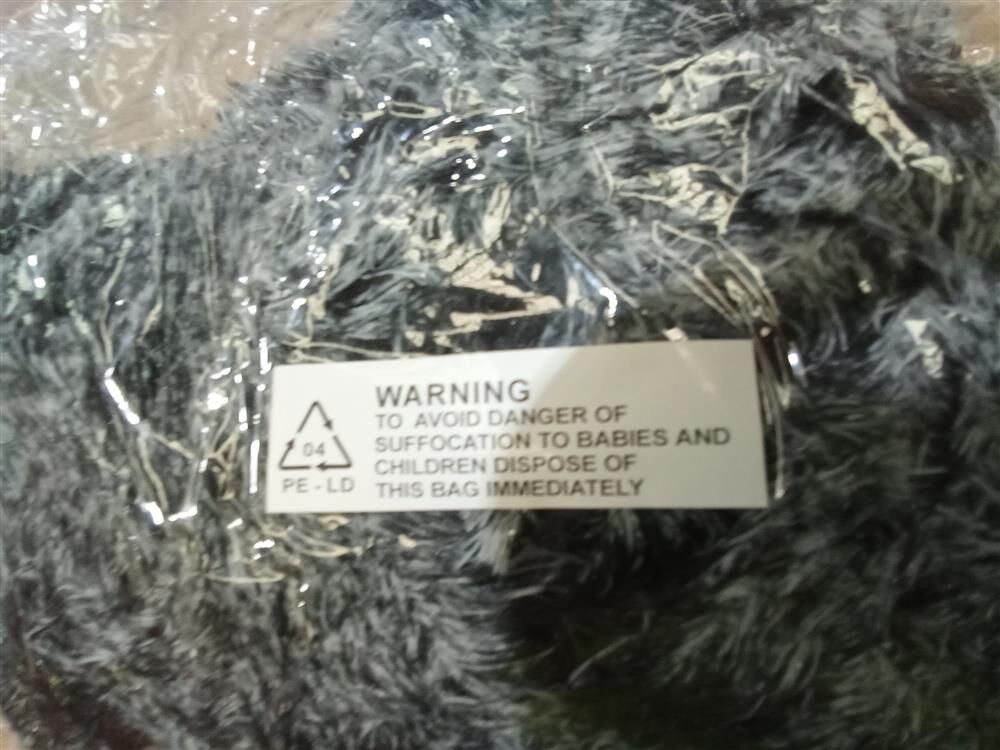 WARNING
TO AVOID DANGER OF
SUFFOCATION TO BABIES AND
CHILDREN DISPOSE OF
THIS BAG IMMEDIATELY
04
PE-LD